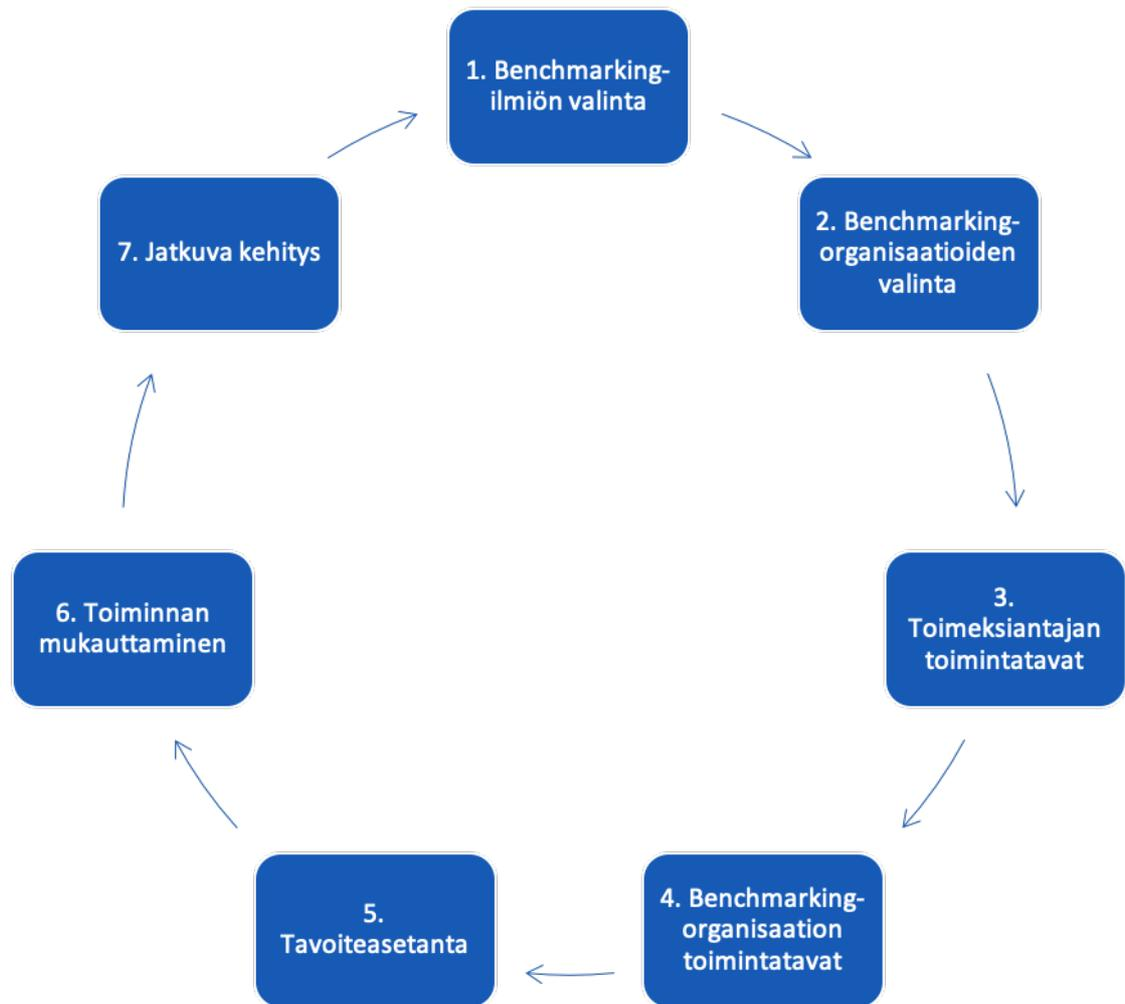 1. Benchmarking-
ilmiön valinta
2. Benchmarking-
organisaatioiden
valinta
3.
Toimeksiantajan
toimintatavat
4. Benchmarking-
organisaation
toimintatavat
5.
Tavoiteasetanta
6. Toiminnan
mukauttaminen
7. Jatkuva kehitys